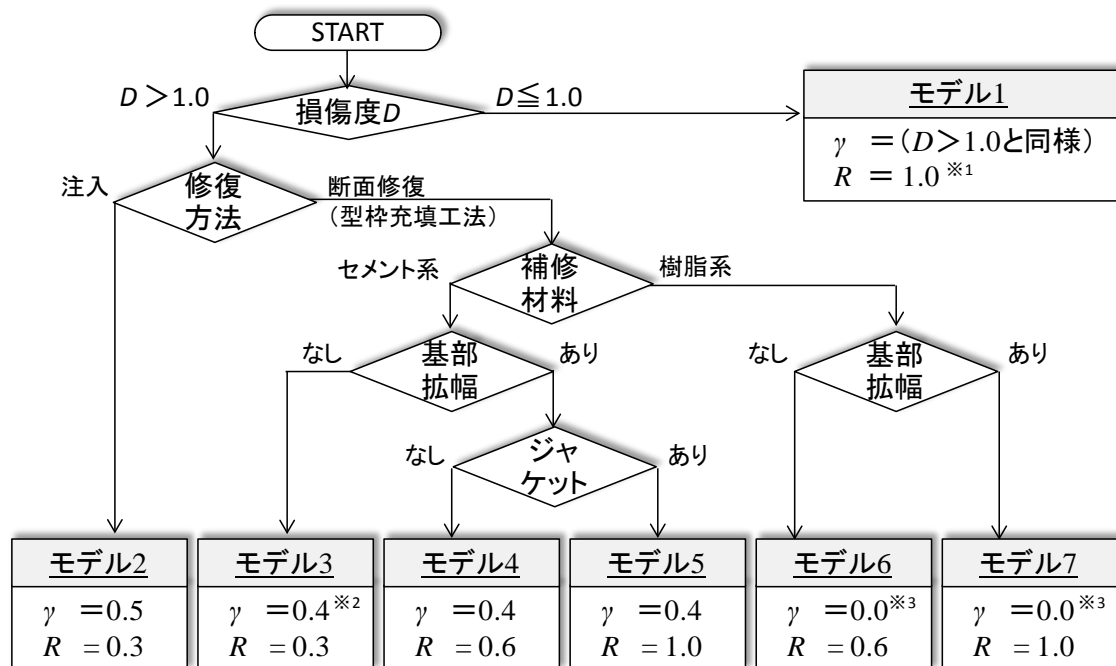 START
D＞1.0
損傷度D
D≦1.0
モデル1
γ ＝(D＞1.0と同様)
R = 1.0 ※1
注入
修復
方法
断面修復
（型枠充填工法）
セメント系
補修
材料
樹脂系
なし
基部
拡幅
あり
なし
基部
拡幅
あり
なし
ジャ
ケット
あり
モデル2
γ ＝0.5
R = 0.3
モデル3
γ ＝0.4※2
R = 0.3
モデル4
γ ＝0.4
R = 0.6
モデル5
γ ＝0.4
R = 1.0
モデル6
γ ＝0.0※3
R = 0.6
モデル7
γ ＝0.0※3
R = 1.0